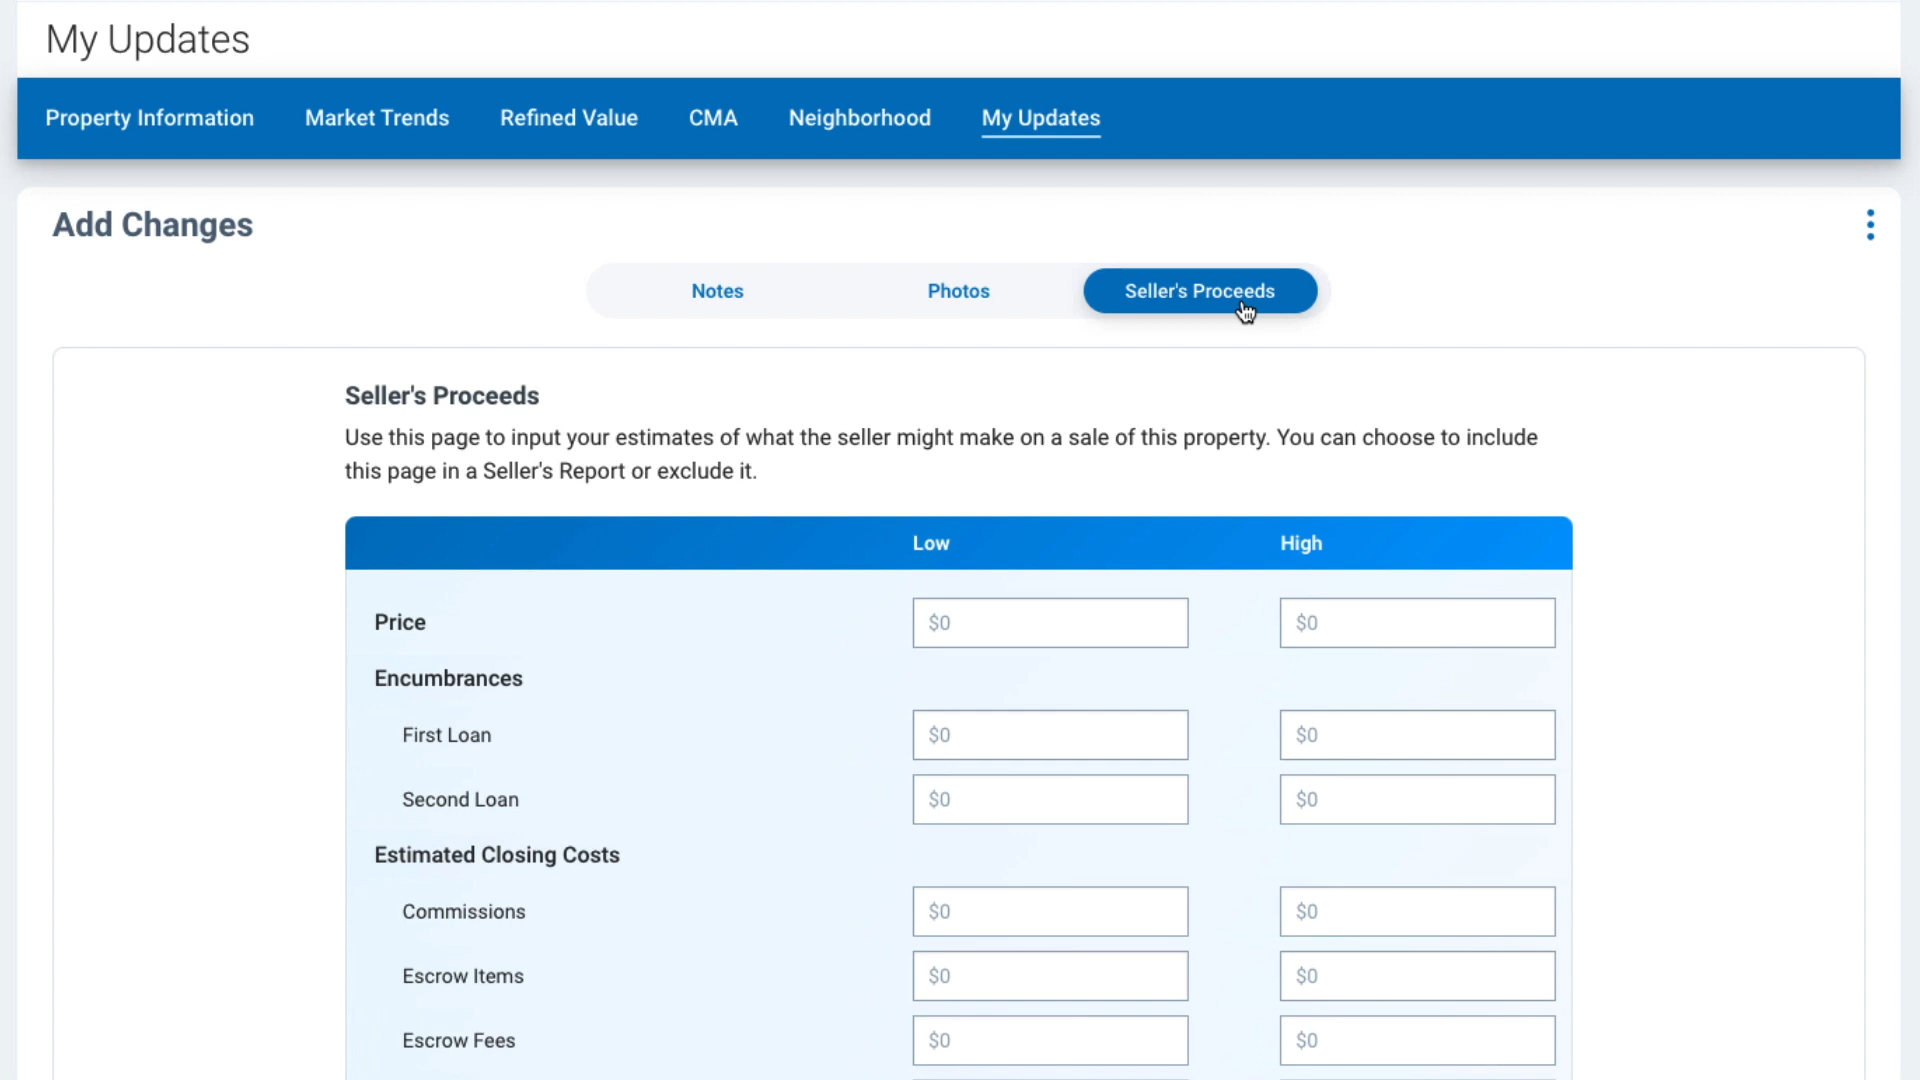 My Updates
Property Information Market Trends Refined Value CMA Neighborhood My Updates
Add Changes
Notes Photos Seller's Proceeds
Seller's Proceeds
Use this page to input your estimates of what the seller might make on a sale of this property. You can choose to include
this page in a Seller's Report or exclude it.
Low High
Price $0 $0
Encumbrances
First Loan $0 $0
Second Loan $0 $0
Estimated Closing Costs
Commissions $0 $0
Escrow Items $0 $0
Escrow Fees $0 $0